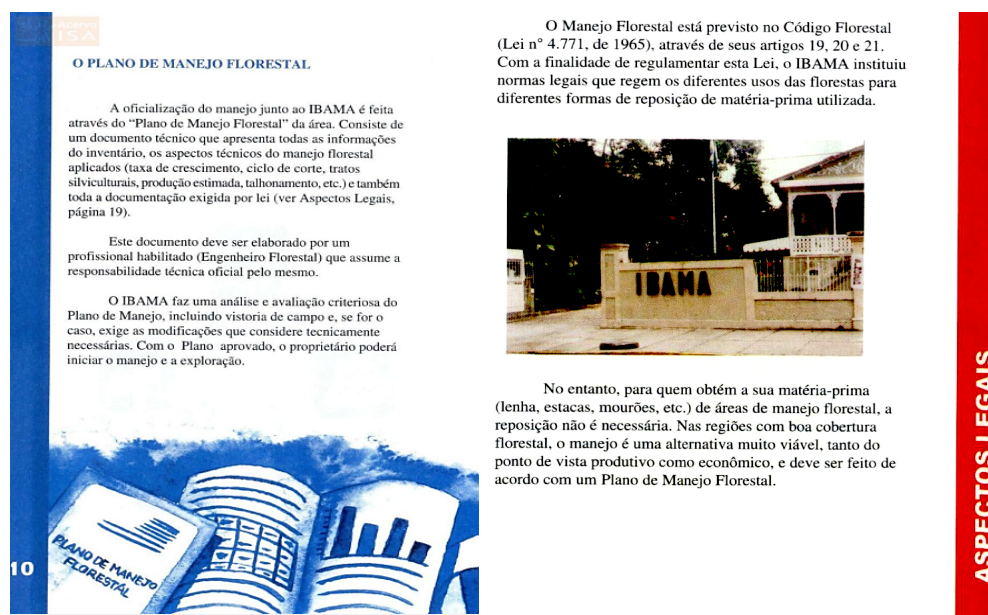 Acervo
ISA
O PLANO DE MANEJO FLORESTAL
A oficialização do manejo junto ao IBAMA é feita
através do “Plano de Manejo Florestal” da área. Consiste de
um documento técnico que apresenta todas as informações
do inventário, os aspectos técnicos do manejo florestal
aplicados (taxa de crescimento, ciclo de corte, tratos
silviculturais, produção estimada, talhonamento, etc.) e também
toda a documentação exigida por lei (ver Aspectos Legais,
página 19).
Este documento deve ser elaborado por um
profissional habilitado (Engenheiro Florestal) que assume a
responsabilidade técnica oficial pelo mesmo.
O IBAMA faz uma análise e avaliação criteriosa do
Plano de Manejo, incluindo vistoria de campo e, se for o
caso, exige as modificações que considere tecnicamente
necessárias. Com o Plano aprovado, o proprietário poderá
iniciar o manejo e a exploração.
PLANO DE MANEJO
FLORESTAL
10
O Manejo Florestal está previsto no Código Florestal
(Lei n° 4.771, de 1965), através de seus artigos 19, 20 e 21.
Com a finalidade de regulamentar esta Lei, o IBAMA instituiu
normas legais que regem os diferentes usos das florestas para
diferentes formas de reposição de matéria-prima utilizada.
IBAMA
No entanto, para quem obtém a sua matéria-prima
(lenha, estacas, mourões, etc.) de áreas de manejo florestal, a
reposição não é necessária. Nas regiões com boa cobertura
florestal, o manejo é uma alternativa muito viável, tanto do
ponto de vista produtivo como econômico, e deve ser feito de
acordo com um Plano de Manejo Florestal.
ASPECTOS LEGAIS